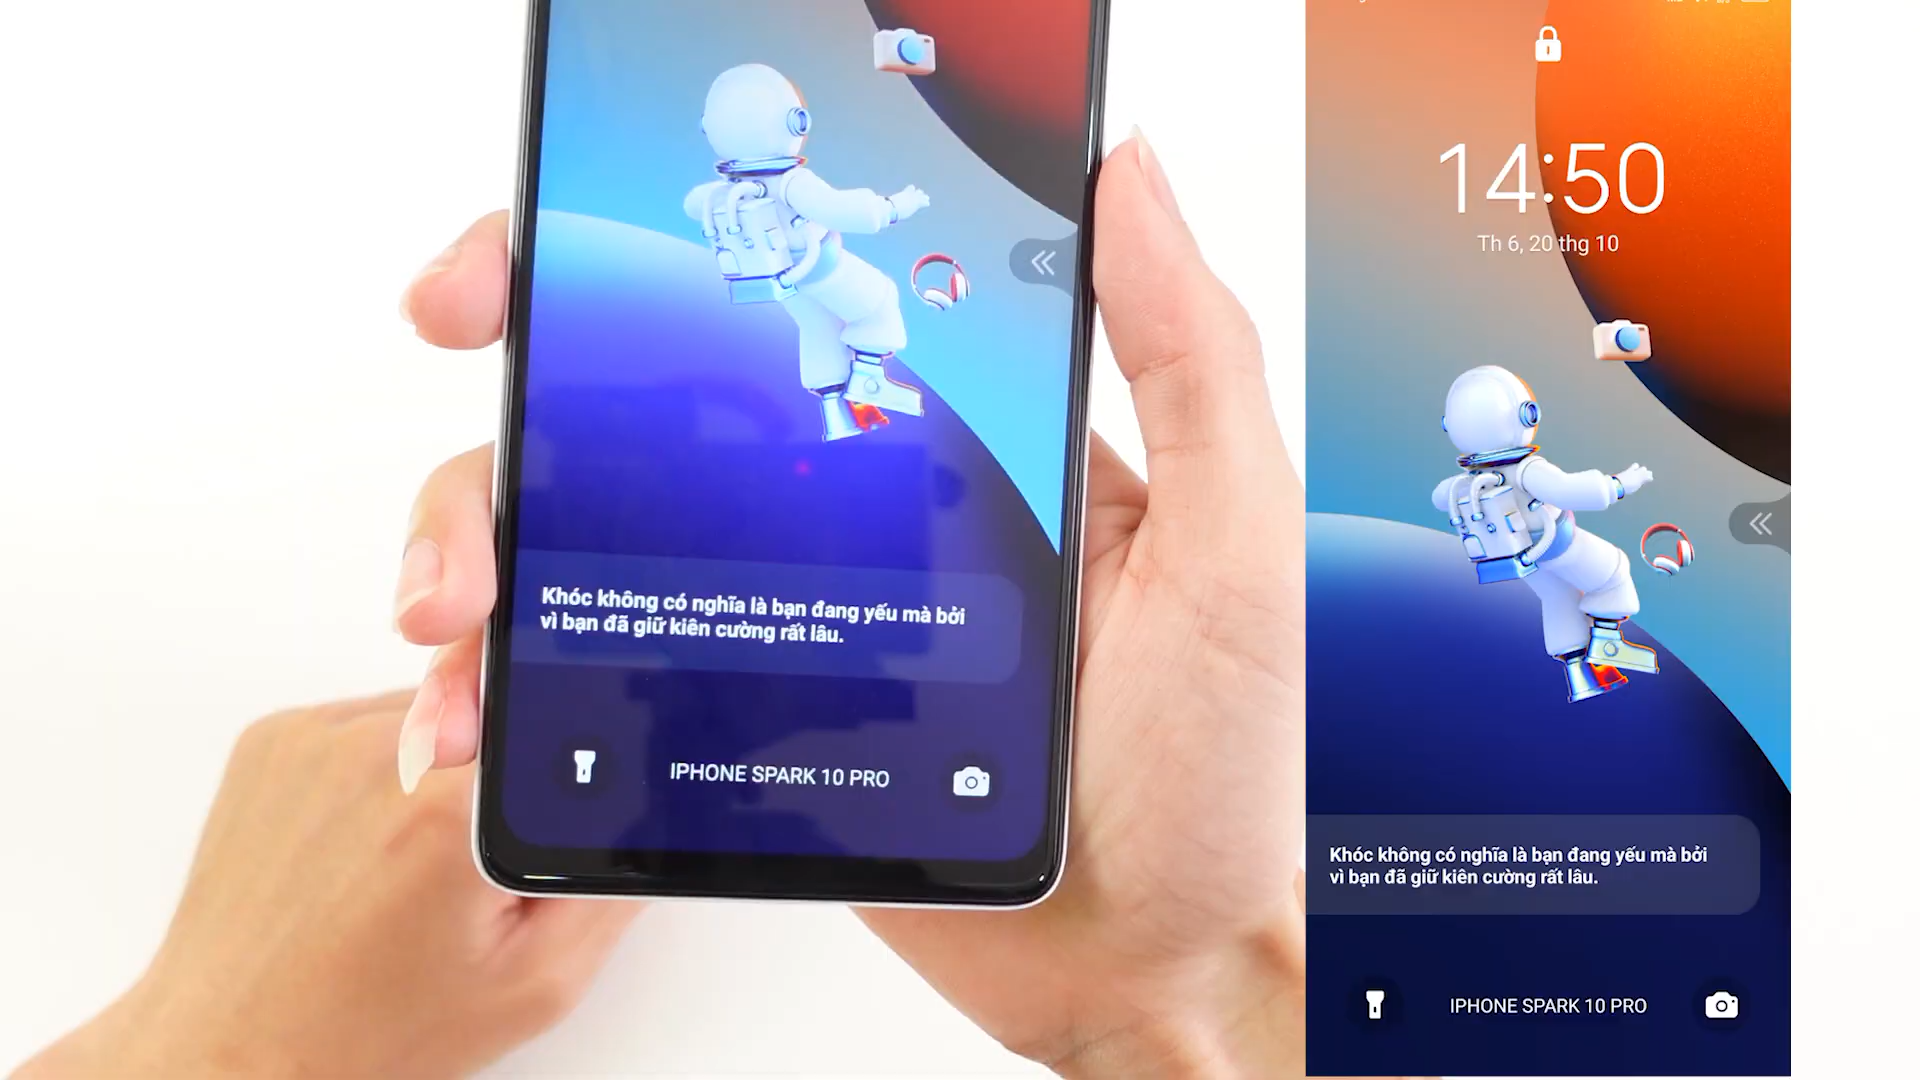 Khóc không có nghĩa là bạn đang yếu mà bởi
vì bạn đã giữ kiên cường rất lâu.
IPHONE SPARK 10 PRO
14:50
Th 6, 20 thg 10
Khóc không có nghĩa là bạn đang yếu mà bởi
vì bạn đã giữ kiên cường rất lâu.
IPHONE SPARK 10 PRO